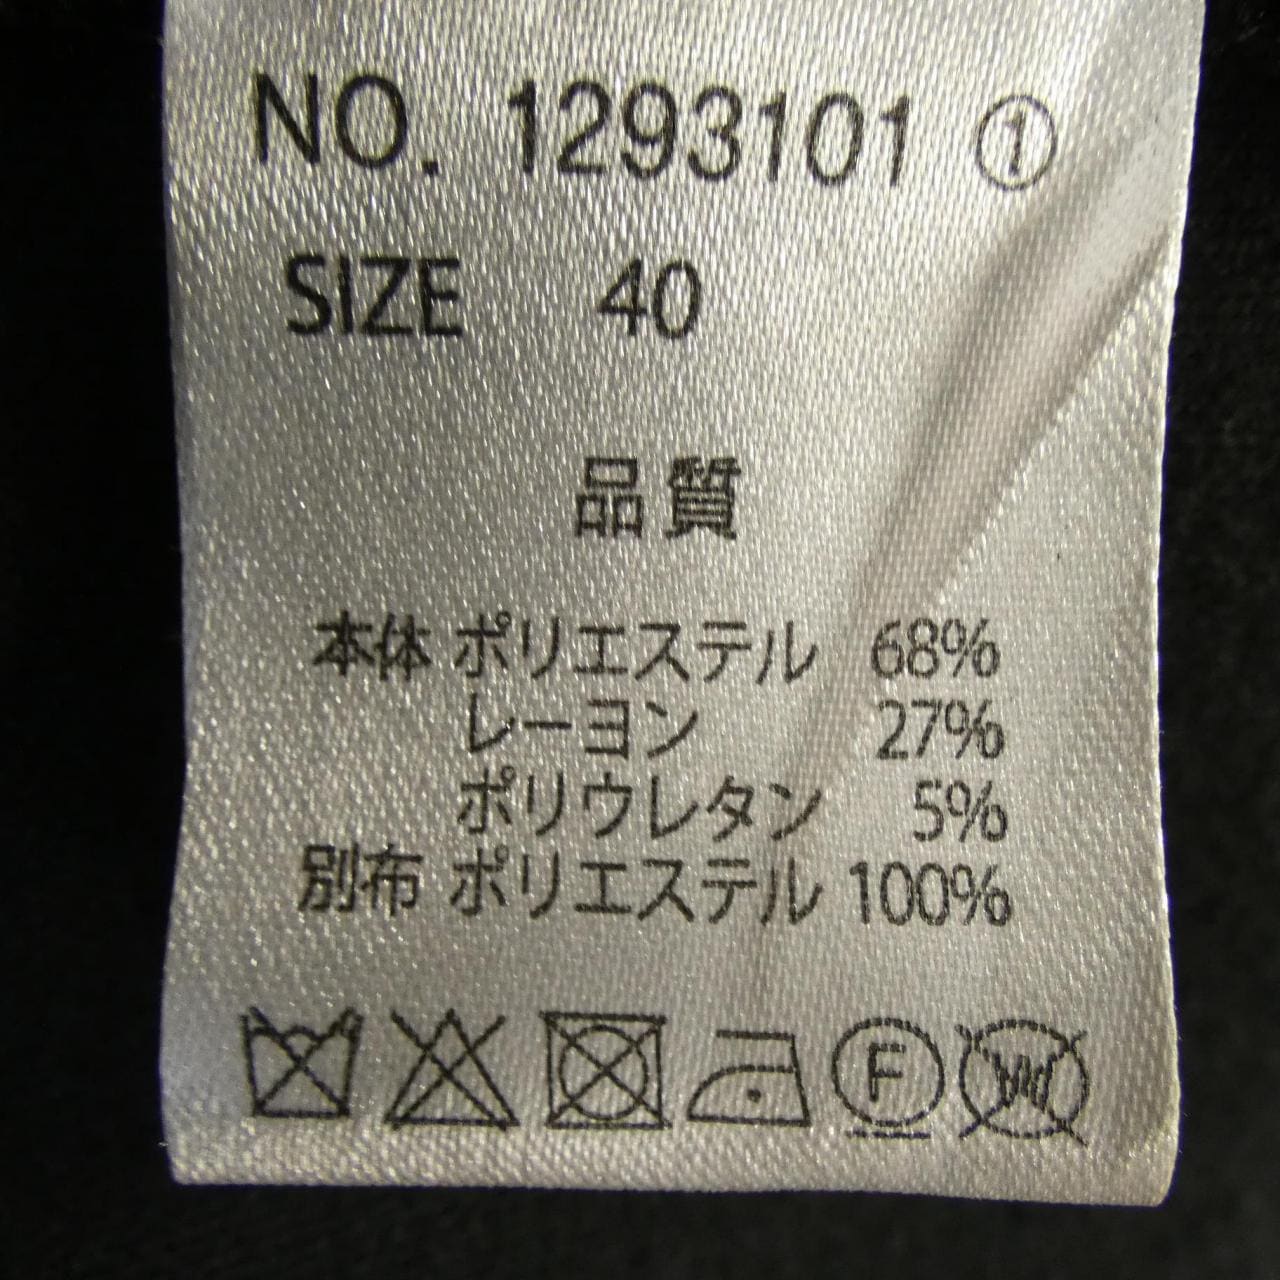 NO. 1293101 ①
SIZE 40
品質
本体 ポリエステル 68%
レーヨン 27%
ポリウレタン 5%
別布 ポリエステル 100%
F
W